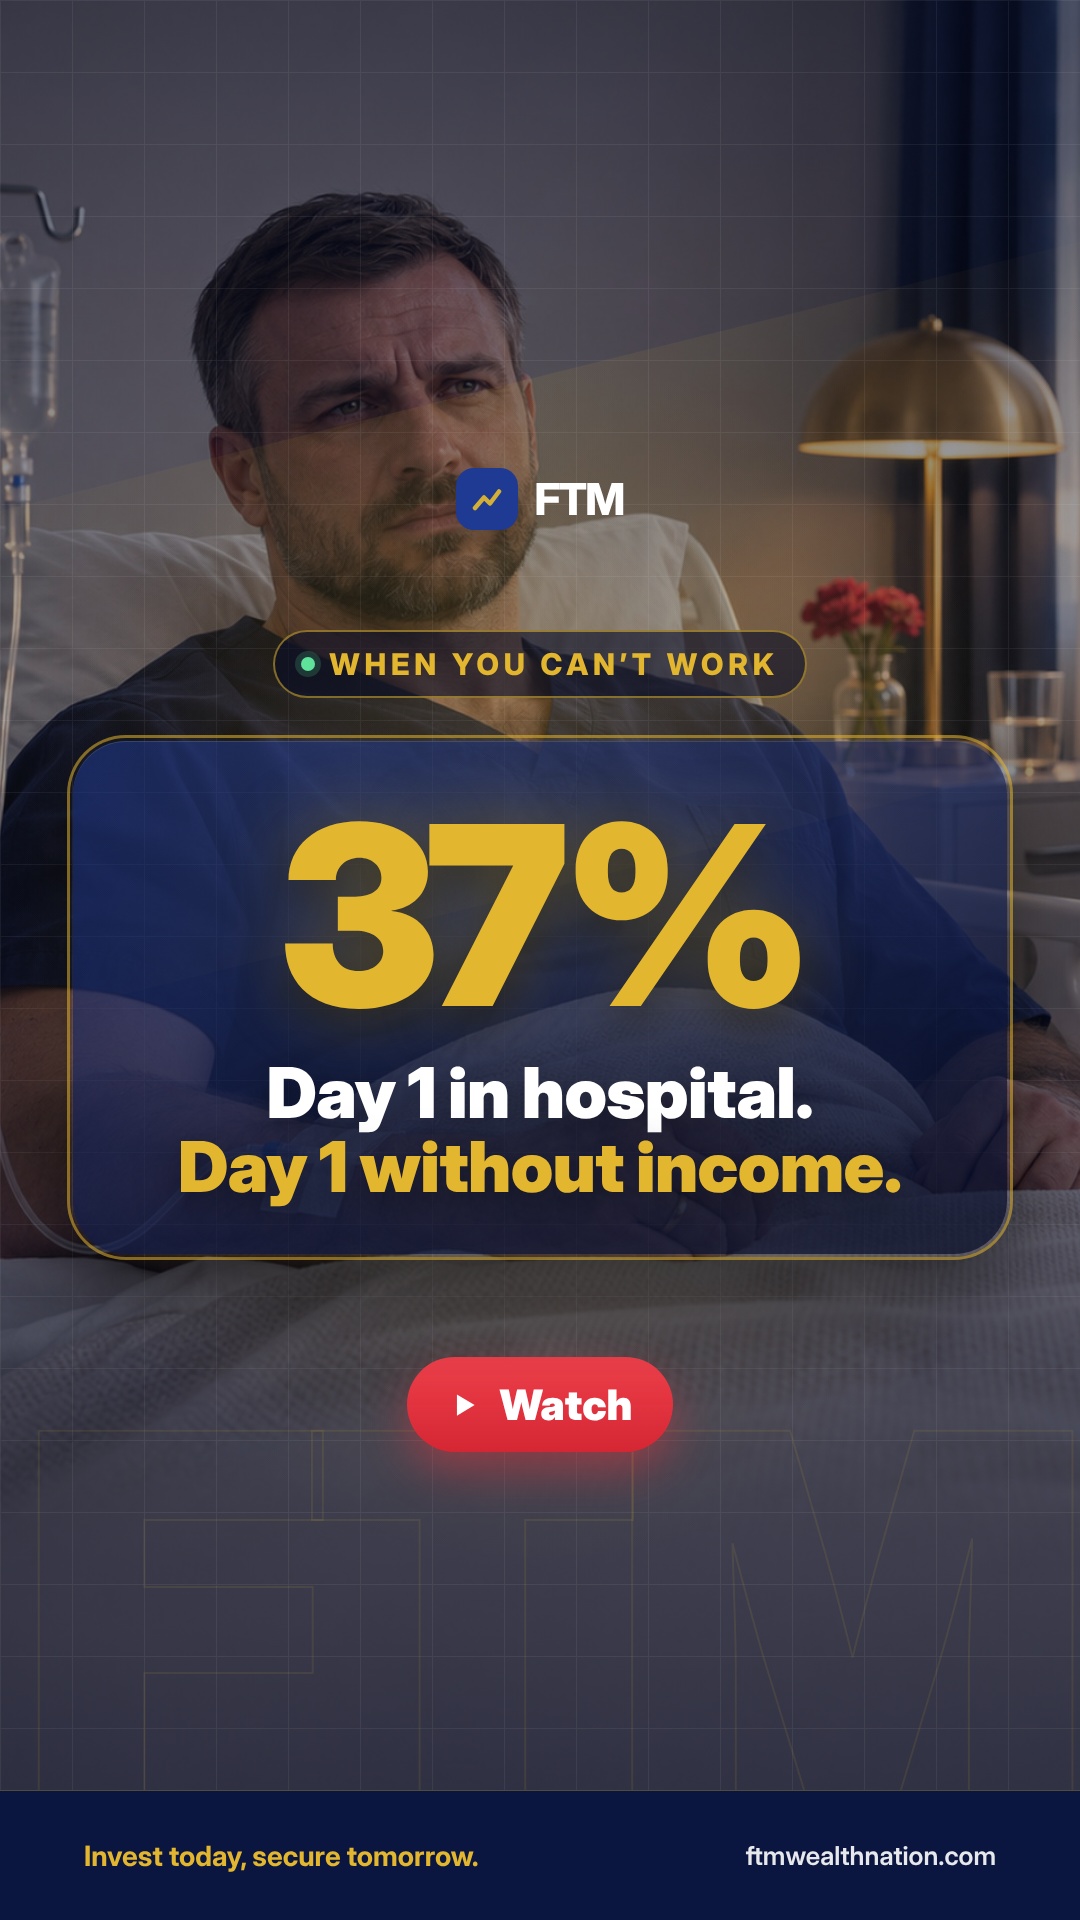 FTM
WHEN YOU CAN'T WORK
37%
Day 1 in hospital.
Day 1 without income.
Watch
FTM
Invest today, secure tomorrow.
ftmwealthnation.com